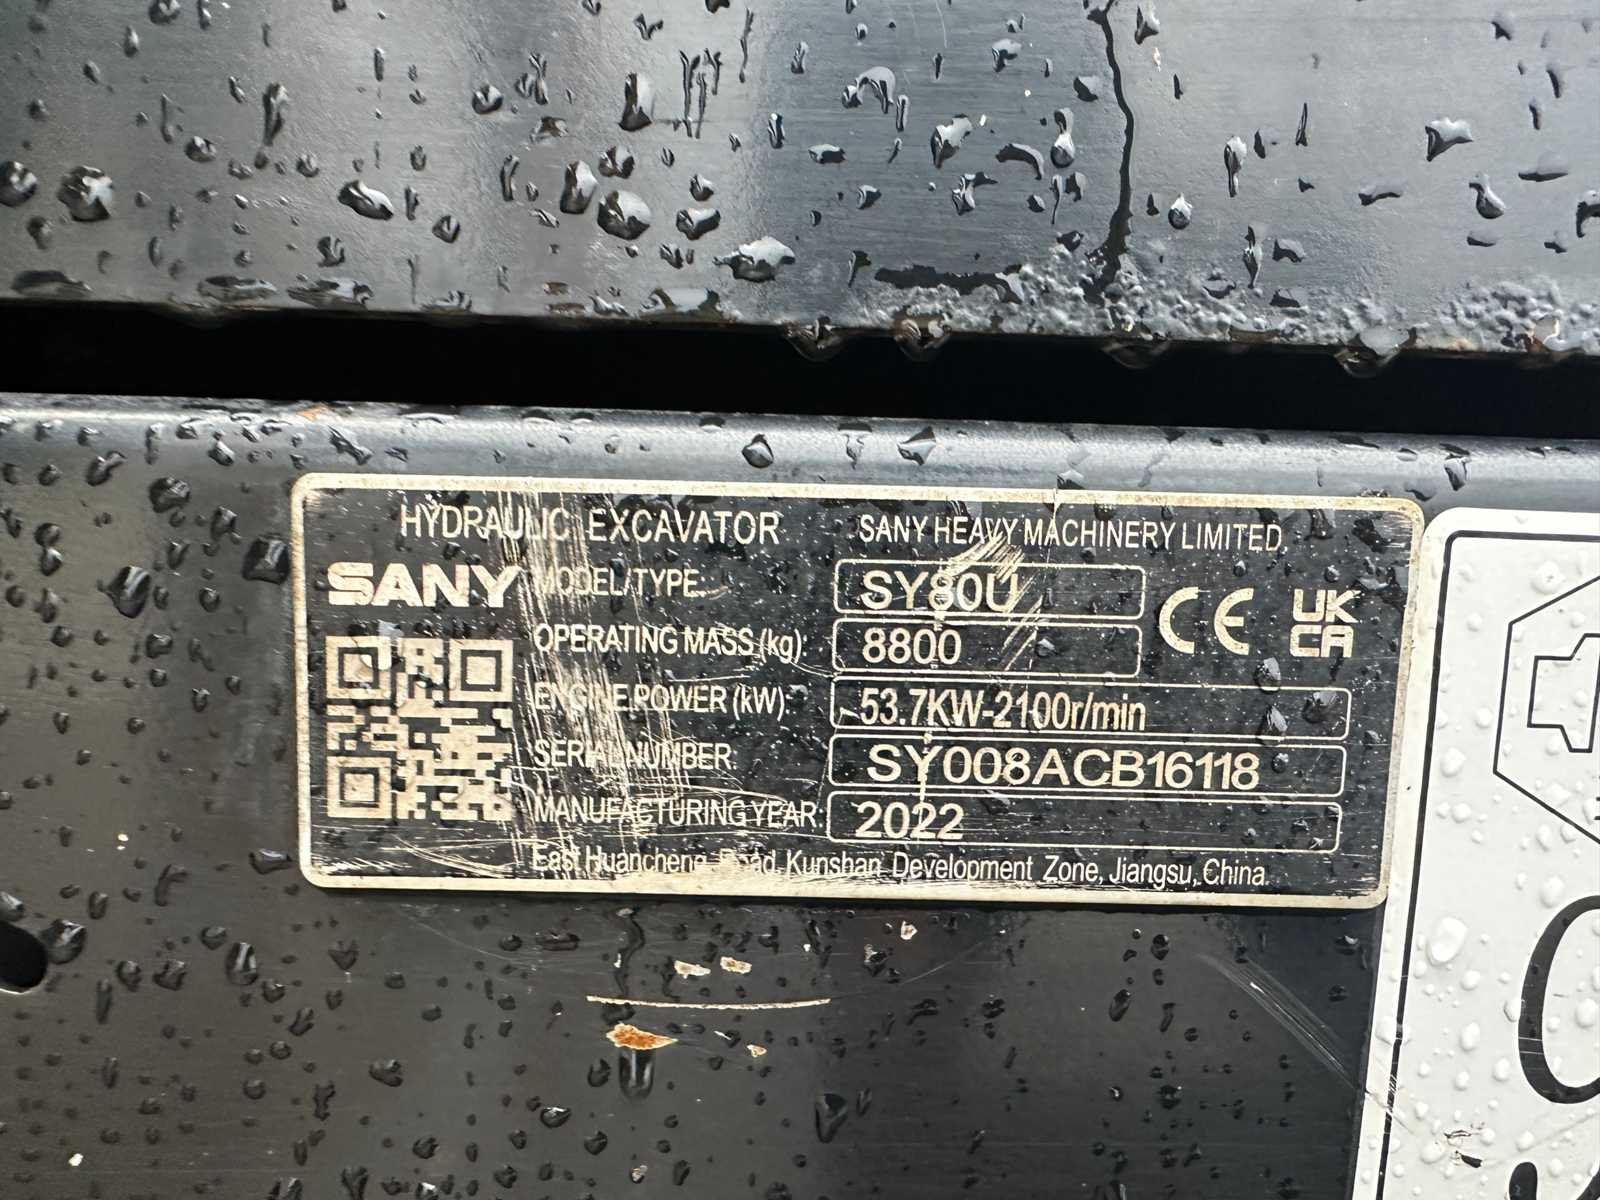 HYDRAULIC EXCAVATOR SANY HEAVY MACHINERY LIMITED.
SANY MODEL/TYPE: SY80U
OPERATING MASS (kg) 8800
CE UK
CA
ENGINE POWER (kW): 53.7KW-2100r/min
SERIAL NUMBER: SY008ACB16118
MANUFACTURING YEAR: 2022
East Huancheng Road, Kunshan Development Zone, Jiangsu, China.